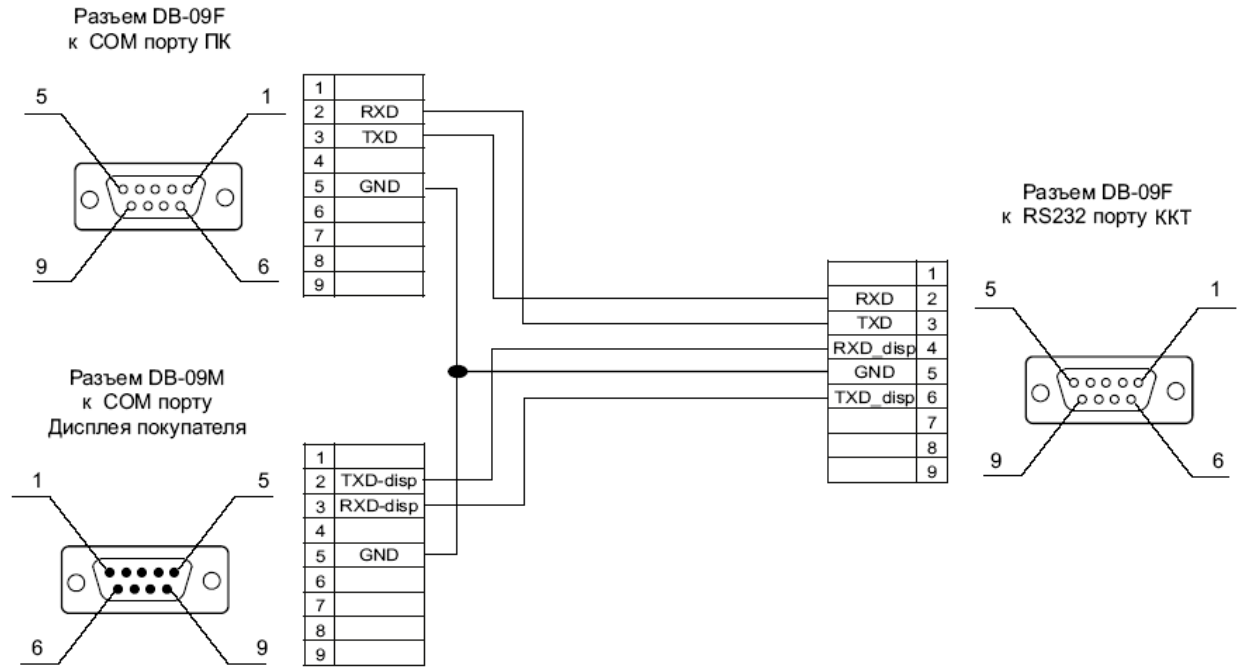 Разъем DB-09F
к COM порту ПК
5
1
9
6
1
2 RXD
3 TXD
4
5 GND
6
7
8
9
Разъем DB-09F
к RS232 порту ККТ
1
RXD 2
TXD 3
RXD_disp 4
GND 5
TXD_disp 6
7
8
9
5
1
9
6
Разъем DB-09M
к COM порту
Дисплея покупателя
1
5
6
9
1
2 TXD-disp
3 RXD-disp
4
5 GND
6
7
8
9